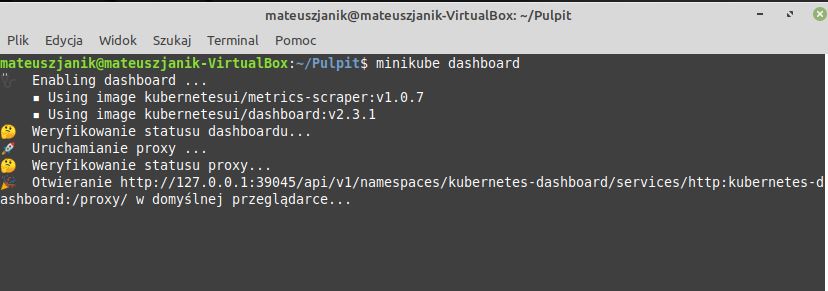 mateuszjanik@mateuszjanik-VirtualBox: ~/Pulpit
Plik Edycja Widok Szukaj Terminal Pomoc
mateuszjanik@mateuszjanik-VirtualBox:~/Pulpit$ minikube dashboard
Enabling dashboard ...
▪ Using image kubernetesui/metrics-scraper:v1.0.7
▪ Using image kubernetesui/dashboard:v2.3.1
🤔 Weryfikowanie statusu dashboardu...
🚀 Uruchamianie proxy ...
🤔 Weryfikowanie statusu proxy...
🎉 Otwieranie http://127.0.0.1:39045/api/v1/namespaces/kubernetes-dashboard/services/http:kubernetes-d
ashboard:/proxy/ w domyślnej przeglądarce...